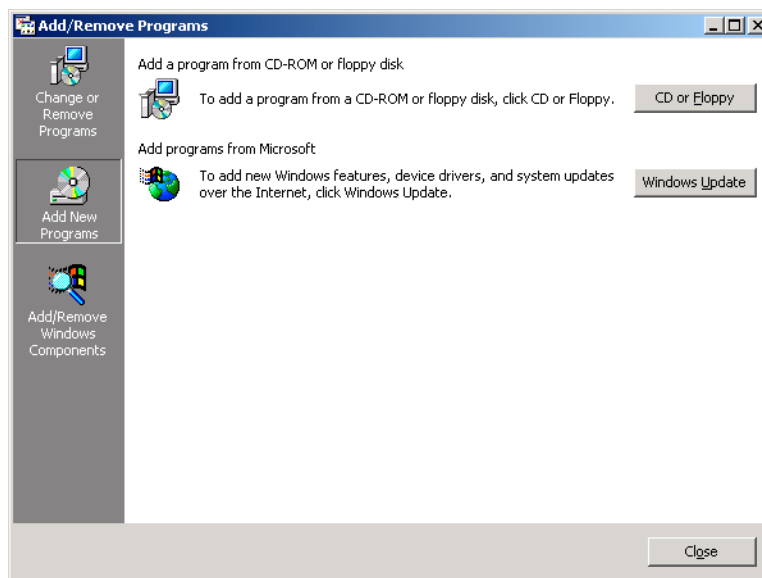 Add/Remove Programs
Change or
Remove
Programs
Add New
Programs
Add/Remove
Windows
Components
Add a program from CD-ROM or floppy disk
To add a program from a CD-ROM or floppy disk, click CD or Floppy.
CD or Floppy
Add programs from Microsoft
To add new Windows features, device drivers, and system updates
over the Internet, click Windows Update.
Windows Update
Close